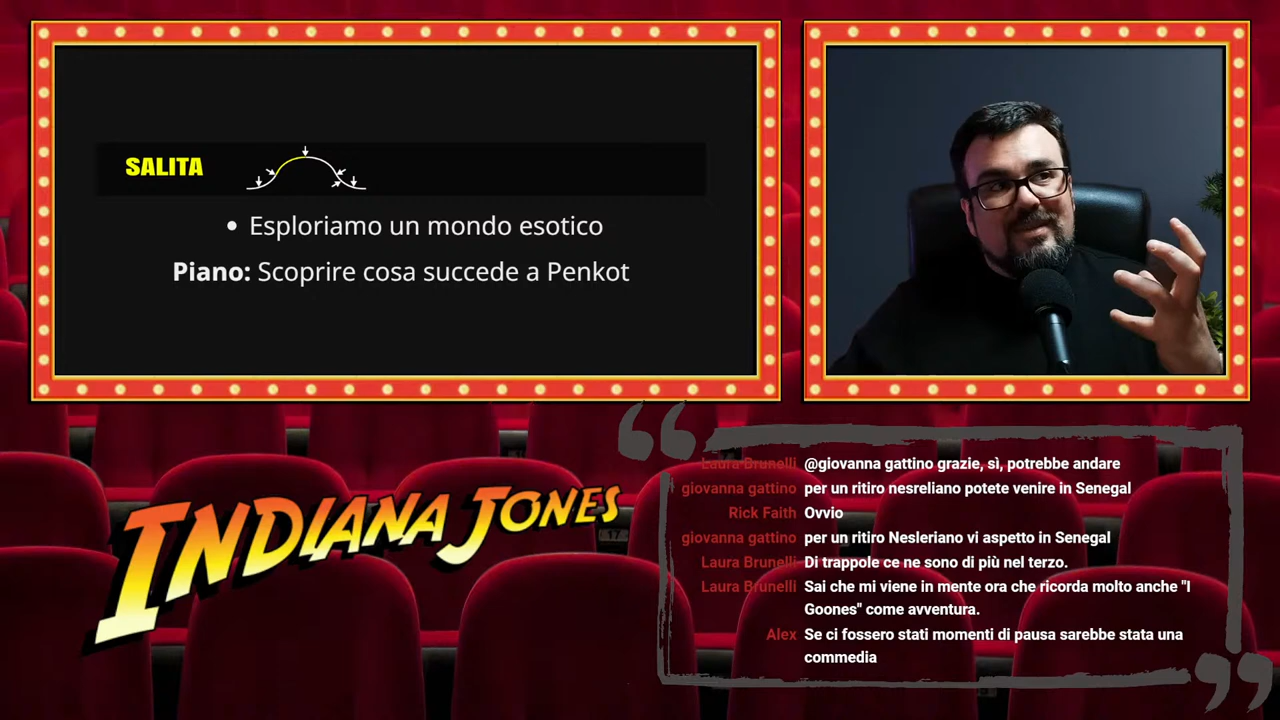 SALITA
• Esploriamo un mondo esotico
Piano: Scoprire cosa succede a Penkot
INDIANA JONES
Laura Brunelli @giovanna gattino grazie, sì, potrebbe andare
giovanna gattino per un ritiro nesreliano potete venire in Senegal
Rick Faith Ovvio
giovanna gattino per un ritiro Nesleriano vi aspetto in Senegal
Laura Brunelli Di trappole ce ne sono di più nel terzo.
Laura Brunelli Sai che mi viene in mente ora che ricorda molto anche "I
Goones" come avventura.
Alex Se ci fossero stati momenti di pausa sarebbe stata una
commedia